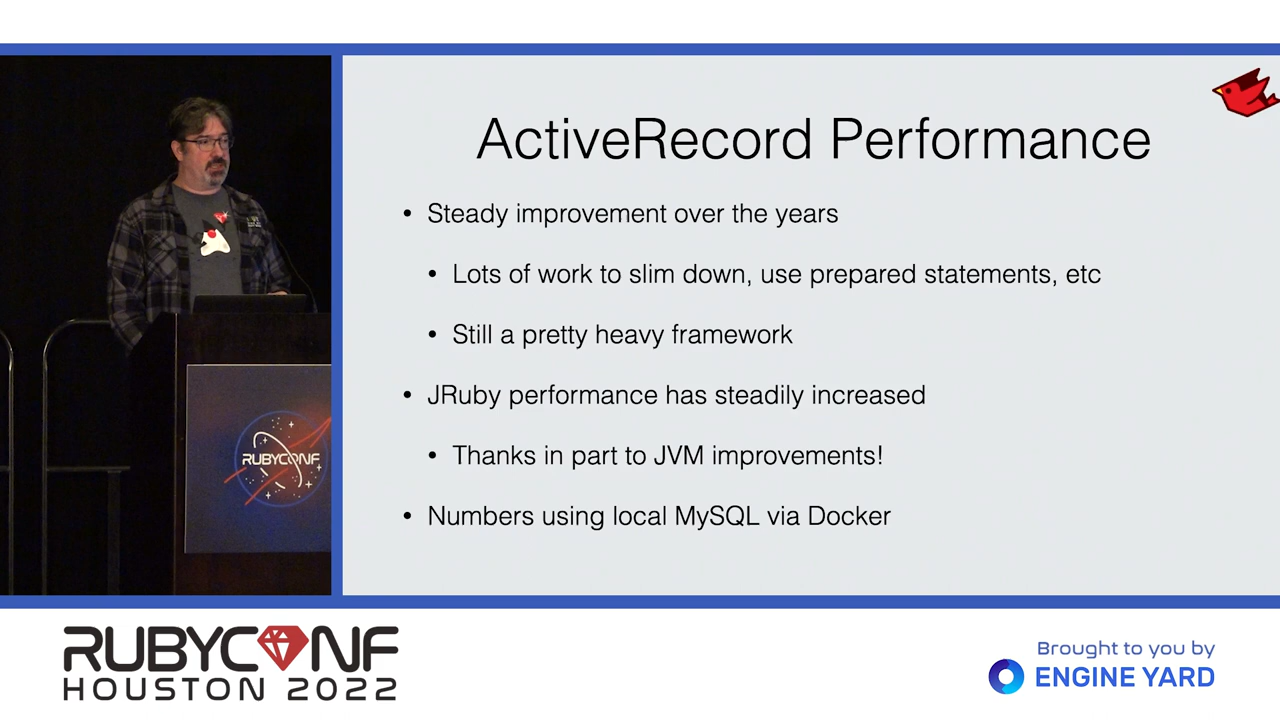 ActiveRecord Performance
• Steady improvement over the years
• Lots of work to slim down, use prepared statements, etc
• Still a pretty heavy framework
• JRuby performance has steadily increased
• Thanks in part to JVM improvements!
• Numbers using local MySQL via Docker
RUBYCONF
RUBYCONF
HOUSTON 2022
Brought to you by
ENGINE YARD